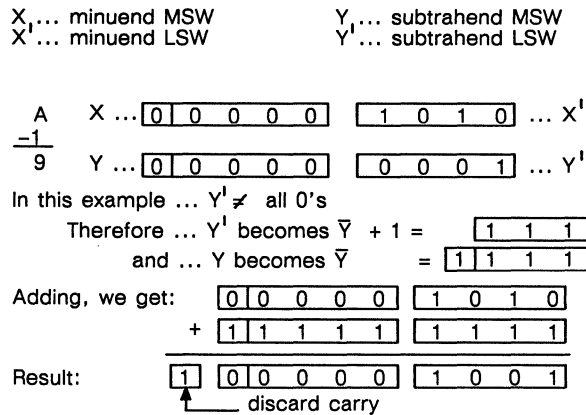 X... minuend MSW Y... subtrahend MSW
X'... minuend LSW Y'... subtrahend LSW
A X ... 0 0 0 0 0 1 0 1 0 ... X'
−1
9 Y ... 0 0 0 0 0 0 0 0 1 ... Y'
In this example ... Y' ≠ all 0's
Therefore ... Y' becomes Y̅ + 1 = 1 1 1
and ... Y becomes Y̅ = 1 1 1 1
Adding, we get: 0 0 0 0 0 1 0 1 0
+ 1 1 1 1 1 1 1 1 1
Result: 1 0 0 0 0 0 1 0 0 1
discard carry